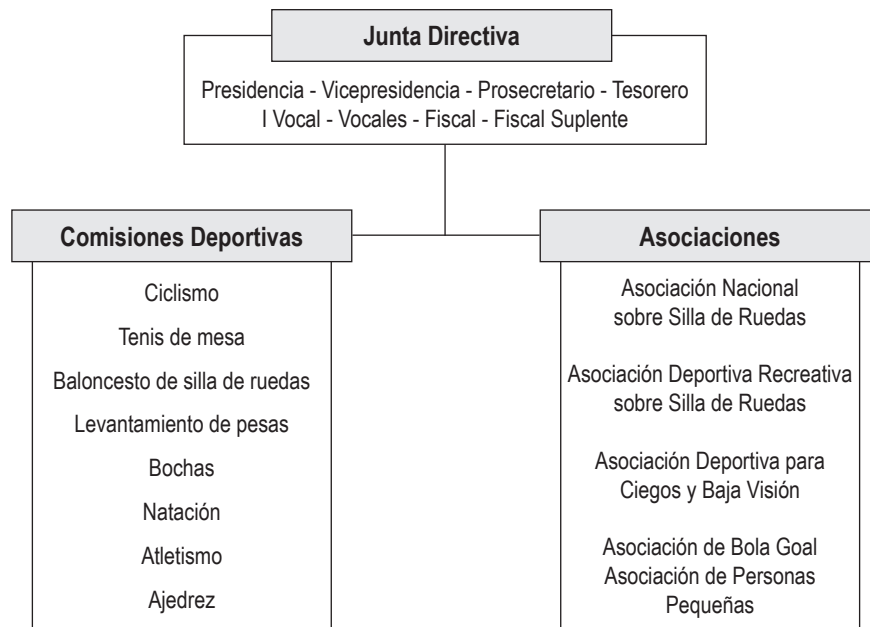 Junta Directiva
Presidencia - Vicepresidencia - Prosecretario - Tesorero
I Vocal - Vocales - Fiscal - Fiscal Suplente
Comisiones Deportivas
Ciclismo
Tenis de mesa
Baloncesto de silla de ruedas
Levantamiento de pesas
Bochas
Natación
Atletismo
Ajedrez
Asociaciones
Asociación Nacional
sobre Silla de Ruedas
Asociación Deportiva Recreativa
sobre Silla de Ruedas
Asociación Deportiva para
Ciegos y Baja Visión
Asociación de Bola Goal
Asociación de Personas
Pequeñas